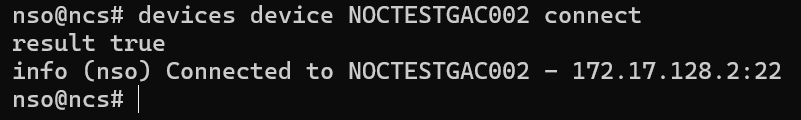 nso@ncs# devices device NOCTESTGAC002 connect
result true
info (nso) Connected to NOCTESTGAC002 - 172.17.128.2:22
nso@ncs#